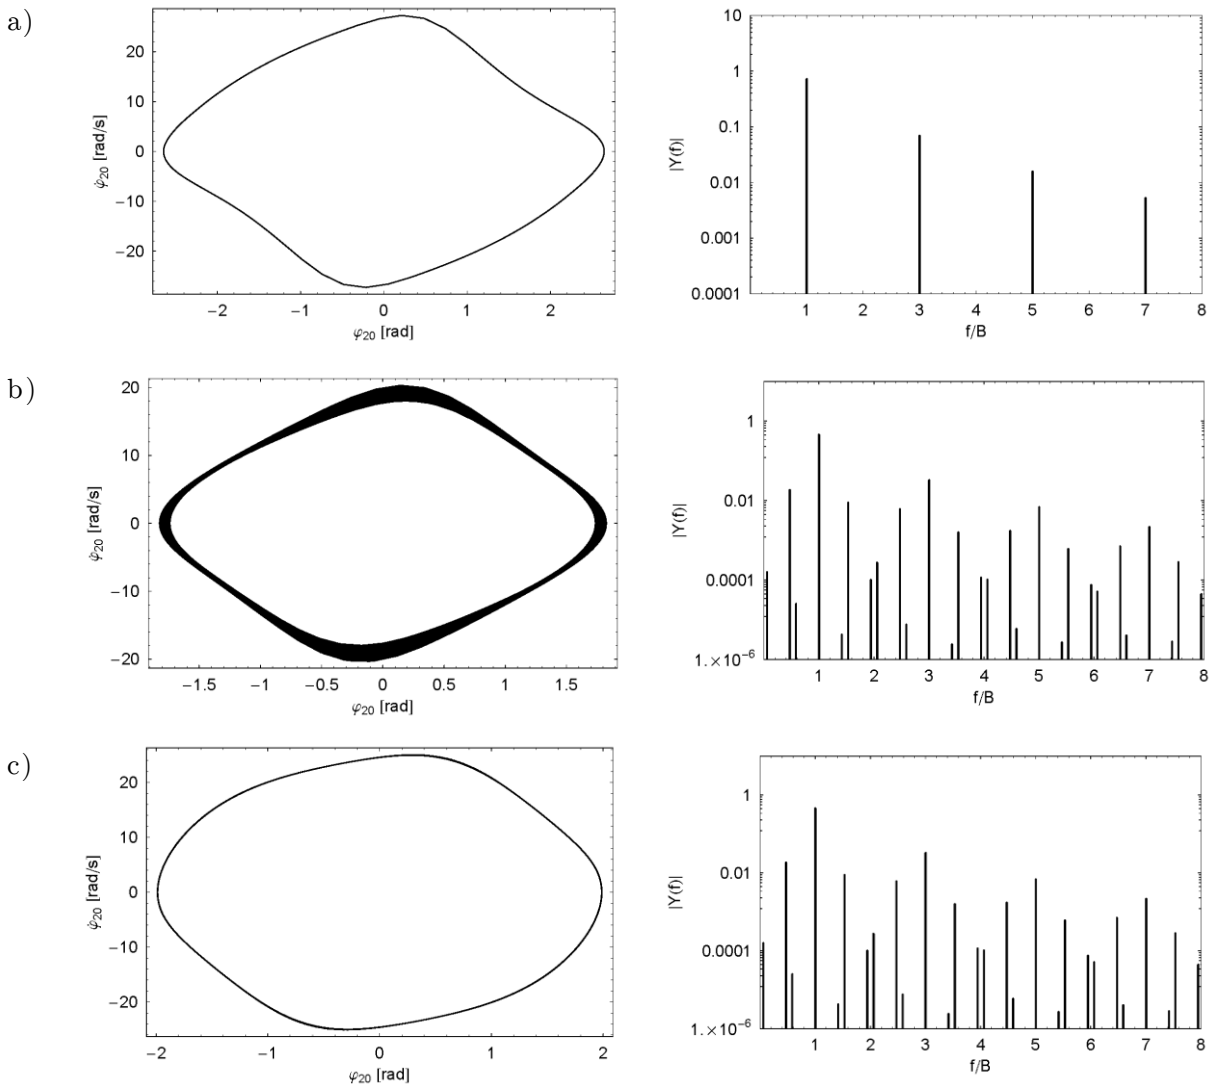 a)
20
10
0
−10
−20
φ̇₂₀ [rad/s]
−2 −1 0 1 2
φ₂₀ [rad]
10
1
0.1
0.01
0.001
0.0001
|Y(f)|
1 2 3 4 5 6 7 8
f/B
b)
20
10
0
−10
−20
φ̇₂₀ [rad/s]
−1.5 −1 −0.5 0 0.5 1 1.5
φ₂₀ [rad]
1
0.01
0.0001
1.×10⁻⁶
|Y(f)|
1 2 3 4 5 6 7 8
f/B
c)
20
10
0
−10
−20
φ̇₂₀ [rad/s]
−2 −1 0 1 2
φ₂₀ [rad]
1
0.01
0.0001
1.×10⁻⁶
|Y(f)|
1 2 3 4 5 6 7 8
f/B